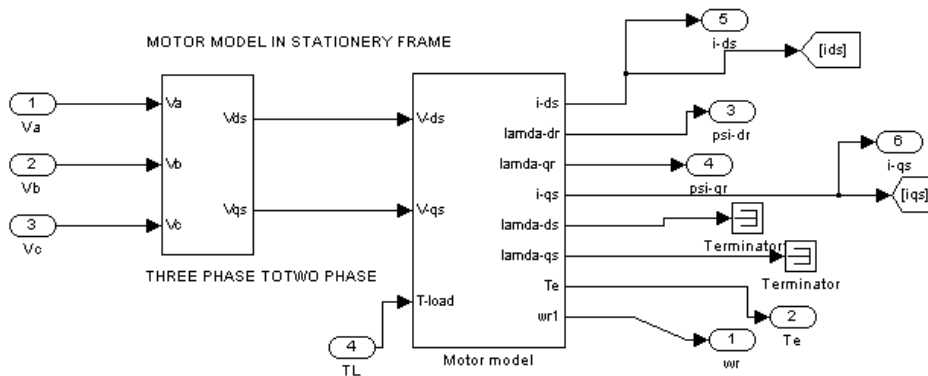 5
i-ds
MOTOR MODEL IN STATIONERY FRAME
[ids]
1
Va
Va
Vds
V-ds
i-ds
3
psi-dr
lamda-dr
6
i-qs
2
Vb
Vb
lamda-qr
4
psi-qr
i-qs
[iqs]
3
Vc
Vc
Vqs
V-qs
lamda-ds
Terminator
lamda-qs
Terminator
THREE PHASE TOTWO PHASE
Te
2
Te
T-load
wr1
1
wr
4
TL
Motor model